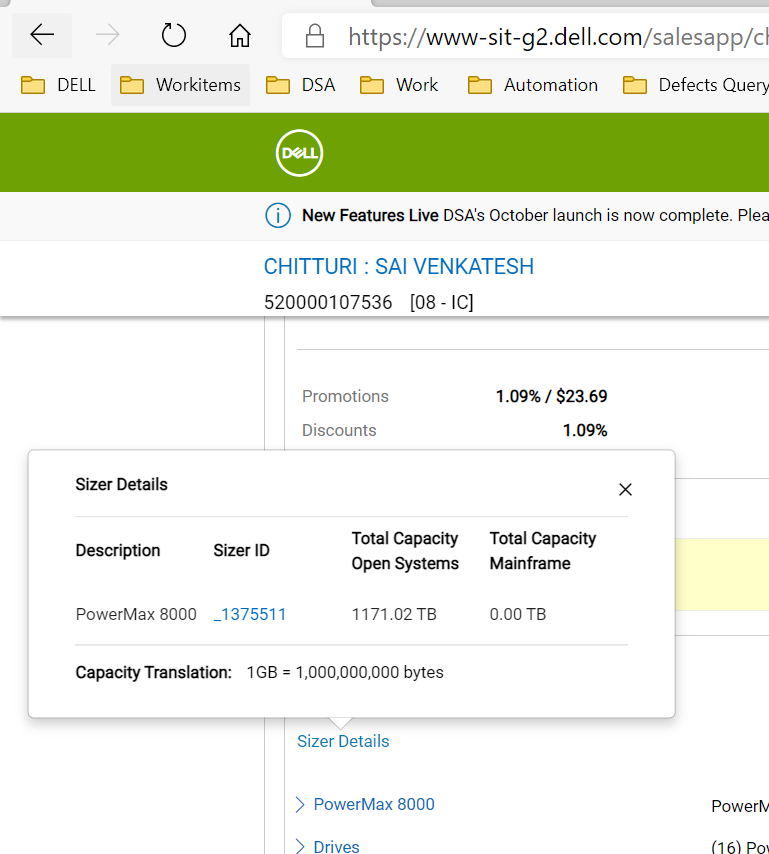 https://www-sit-g2.dell.com/salesapp/c
DELL Workitems DSA Work Automation Defects Query
DELL
New Features Live DSA's October launch is now complete. Plea
CHITTURI : SAI VENKATESH
520000107536 [08 - IC]
Promotions 1.09% / $23.69
Discounts 1.09%
Sizer Details
Description Sizer ID Total Capacity Open Systems Total Capacity Mainframe
PowerMax 8000 _1375511 1171.02 TB 0.00 TB
Capacity Translation: 1GB = 1,000,000,000 bytes
Sizer Details
PowerMax 8000 PowerM
Drives (16) Pow